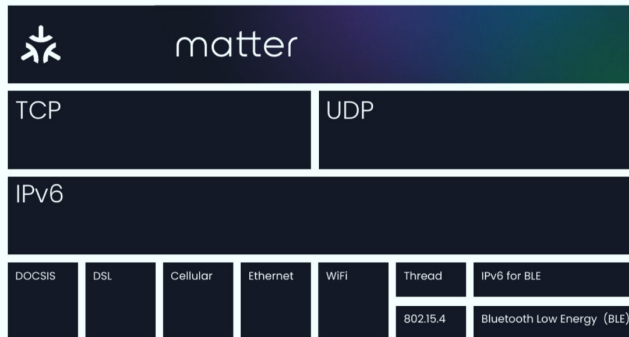 matter
TCP
UDP
IPv6
DOCSIS
DSL
Cellular
Ethernet
WiFi
Thread
IPv6 for BLE
802.15.4
Bluetooth Low Energy (BLE)